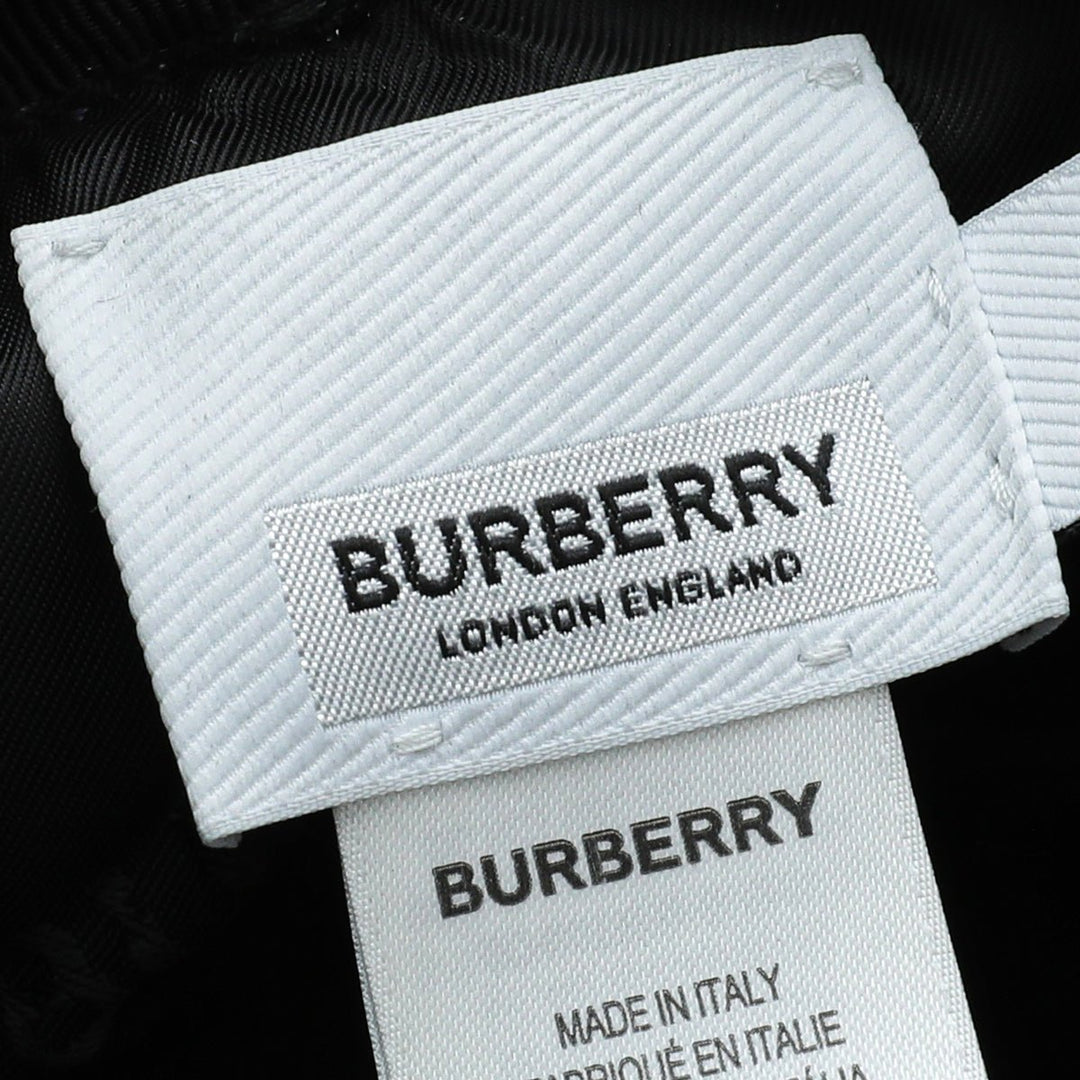 BURBERRY
LONDON ENGLAND
BURBERRY
MADE IN ITALY
FABRIQUÉ EN ITALIE